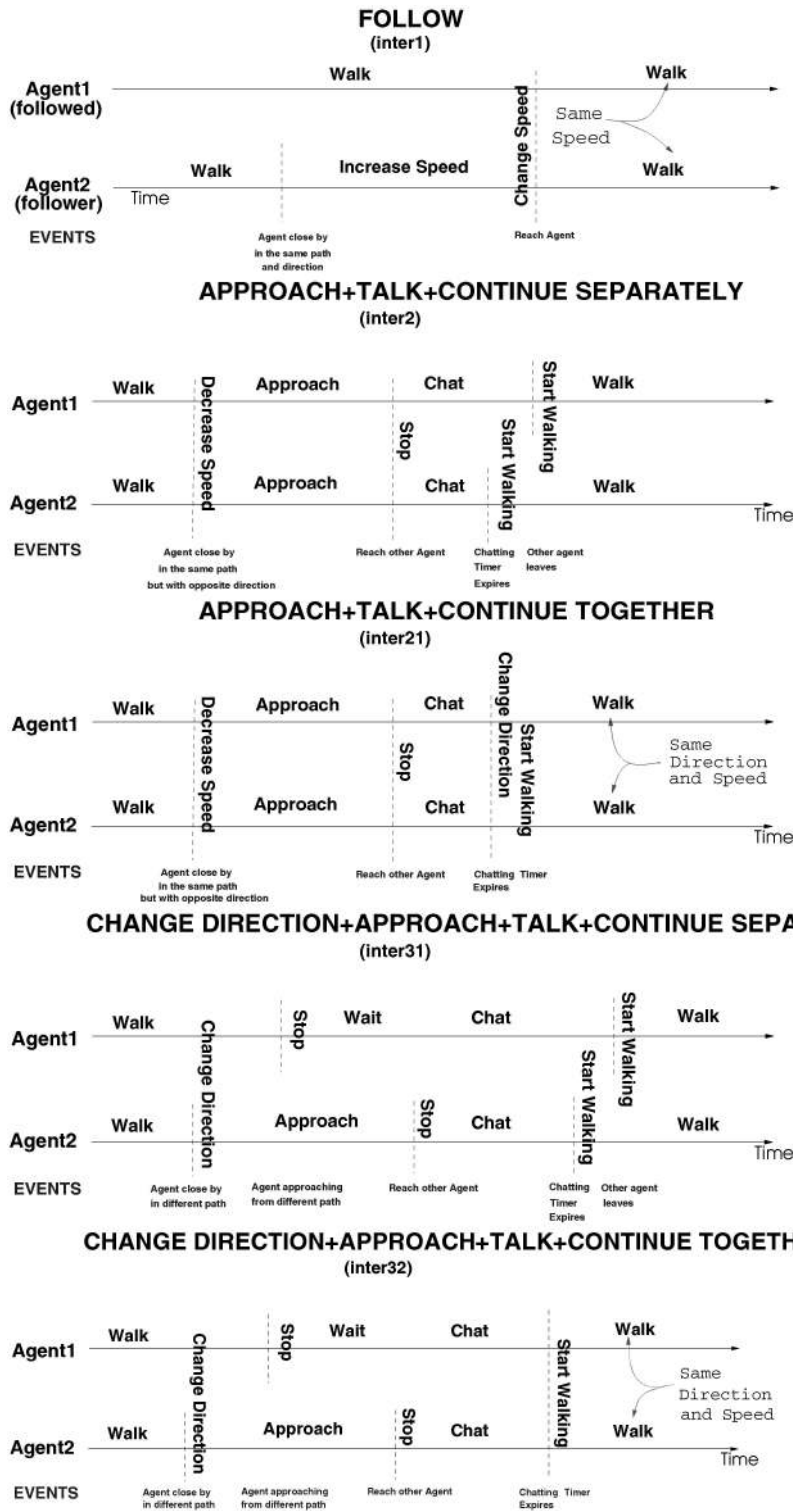 FOLLOW
(inter1)
Walk
Walk
Agent1
(followed)
Change Speed
Same
Speed
Walk
Increase Speed
Walk
Agent2
(follower)
Time
EVENTS
Agent close by
in the same path
and direction
Reach Agent
APPROACH+TALK+CONTINUE SEPARATELY
(inter2)
Walk
Decrease Speed
Approach
Chat
Start Walking
Walk
Agent1
Stop
Start Walking
Walk
Approach
Chat
Walk
Agent2
Time
EVENTS
Agent close by
in the same path
but with opposite direction
Reach other Agent
Chatting
Timer
Expires
Other agent
leaves
APPROACH+TALK+CONTINUE TOGETHER
(inter21)
Walk
Decrease Speed
Approach
Chat
Change Direction
Start Walking
Walk
Agent1
Stop
Same
Direction
and Speed
Walk
Approach
Chat
Walk
Agent2
Time
EVENTS
Agent close by
in the same path
but with opposite direction
Reach other Agent
Chatting Timer
Expires
CHANGE DIRECTION+APPROACH+TALK+CONTINUE SEPA
(inter31)
Walk
Stop
Wait
Chat
Start Walking
Walk
Agent1
Change Direction
Start Walking
Walk
Approach
Stop
Chat
Walk
Agent2
Time
EVENTS
Agent close by
in different path
Agent approaching
from different path
Reach other Agent
Chatting
Timer
Expires
Other agent
leaves
CHANGE DIRECTION+APPROACH+TALK+CONTINUE TOGETH
(inter32)
Walk
Stop
Wait
Chat
Start Walking
Walk
Agent1
Change Direction
Same
Direction
and Speed
Walk
Approach
Stop
Chat
Walk
Agent2
Time
EVENTS
Agent close by
in different path
Agent approaching
from different path
Reach other Agent
Chatting Timer
Expires